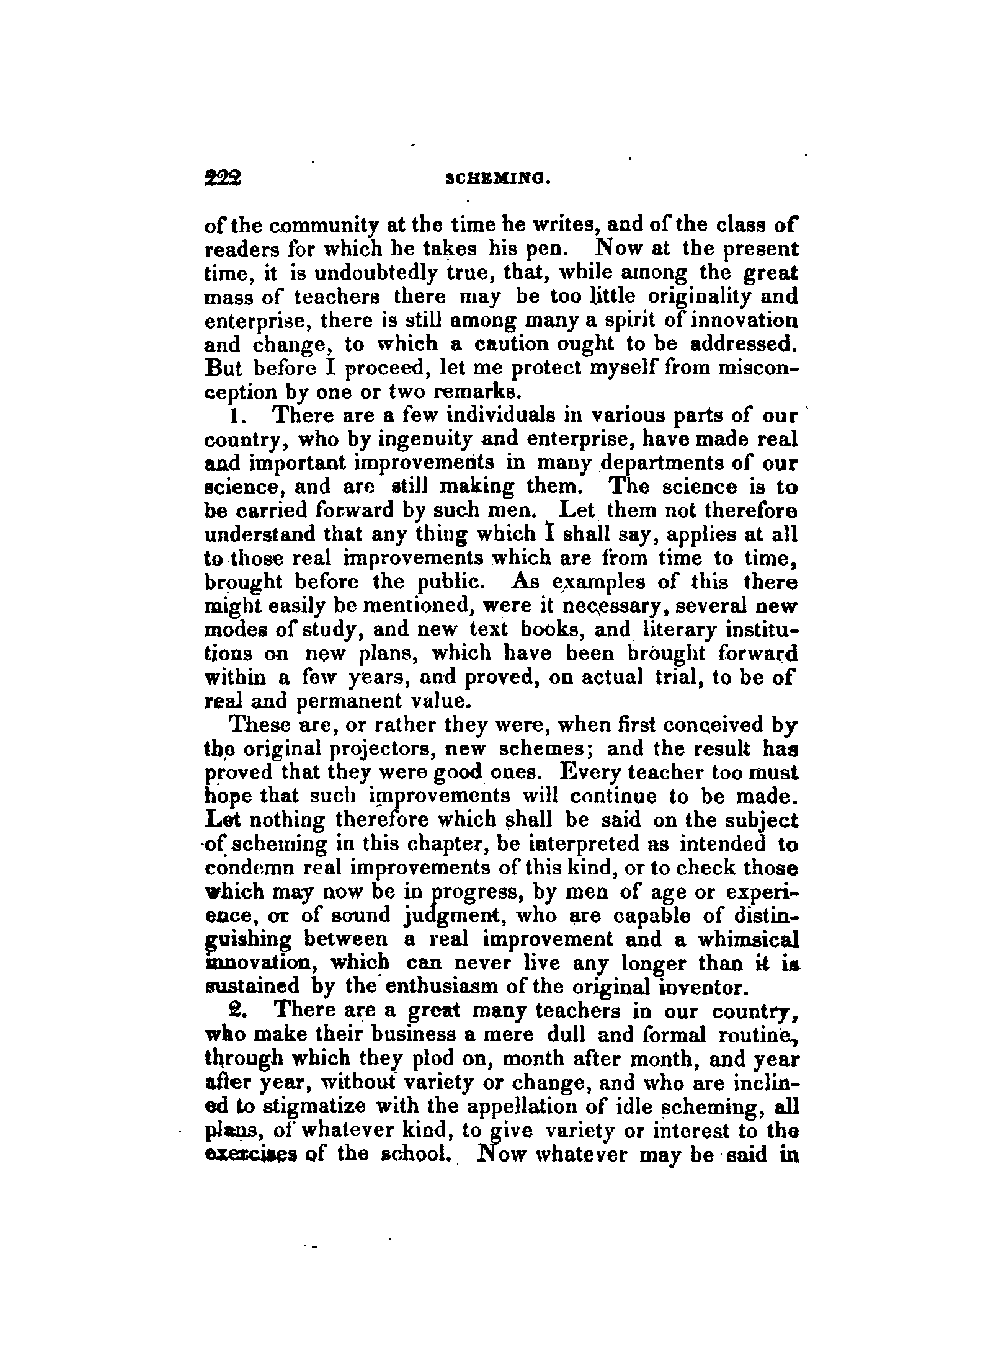 222 SCHEMING.
of the community at the time he writes, and of the class of
readers for which he takes his pen. Now at the present
time, it is undoubtedly true, that, while among the great
mass of teachers there may be too little originality and
enterprise, there is still among many a spirit of innovation
and change, to which a caution ought to be addressed.
But before I proceed, let me protect myself from miscon-
ception by one or two remarks.
1. There are a few individuals in various parts of our
country, who by ingenuity and enterprise, have made real
and important improvements in many departments of our
science, and are still making them. The science is to
be carried forward by such men. Let them not therefore
understand that any thing which I shall say, applies at all
to those real improvements which are from time to time,
brought before the public. As examples of this there
might easily be mentioned, were it necessary, several new
modes of study, and new text books, and literary institu-
tions on new plans, which have been brought forward
within a few years, and proved, on actual trial, to be of
real and permanent value.
These are, or rather they were, when first conceived by
the original projectors, new schemes; and the result has
proved that they were good ones. Every teacher too must
hope that such improvements will continue to be made.
Let nothing therefore which shall be said on the subject
of scheming in this chapter, be interpreted as intended to
condemn real improvements of this kind, or to check those
which may now be in progress, by men of age or experi-
ence, or of sound judgment, who are capable of distin-
guishing between a real improvement and a whimsical
innovation, which can never live any longer than it is
sustained by the enthusiasm of the original inventor.
2. There are a great many teachers in our country,
who make their business a mere dull and formal routine,
through which they plod on, month after month, and year
after year, without variety or change, and who are inclin-
ed to stigmatize with the appellation of idle scheming, all
plans, of whatever kind, to give variety or interest to the
exercises of the school. Now whatever may be said in